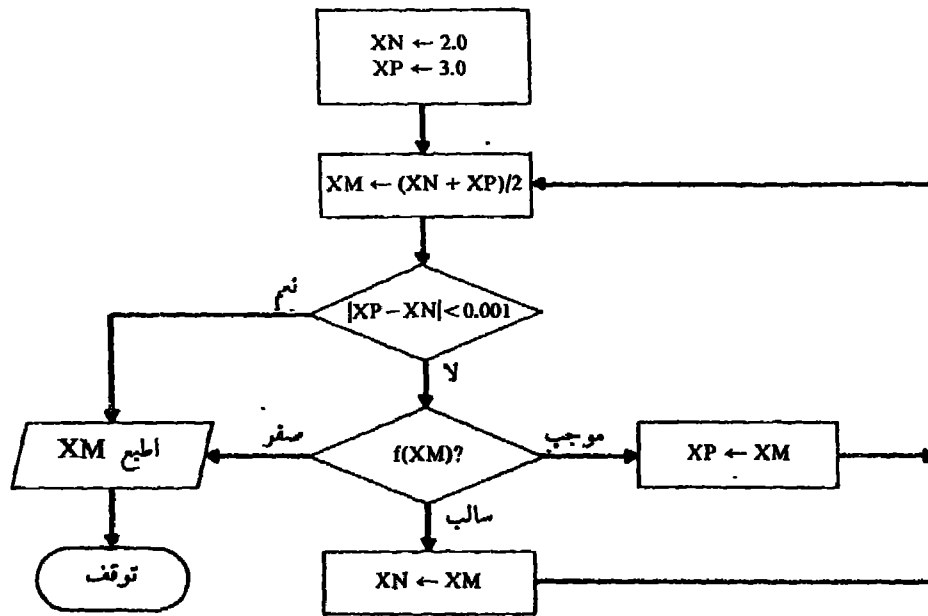 XN ← 2.0
XP ← 3.0
XM ← (XN + XP)/2
نعم
|XP − XN| < 0.001
لا
اطبع XM
صفر
f(XM)?
موجب
XP ← XM
سالب
توقف
XN ← XM